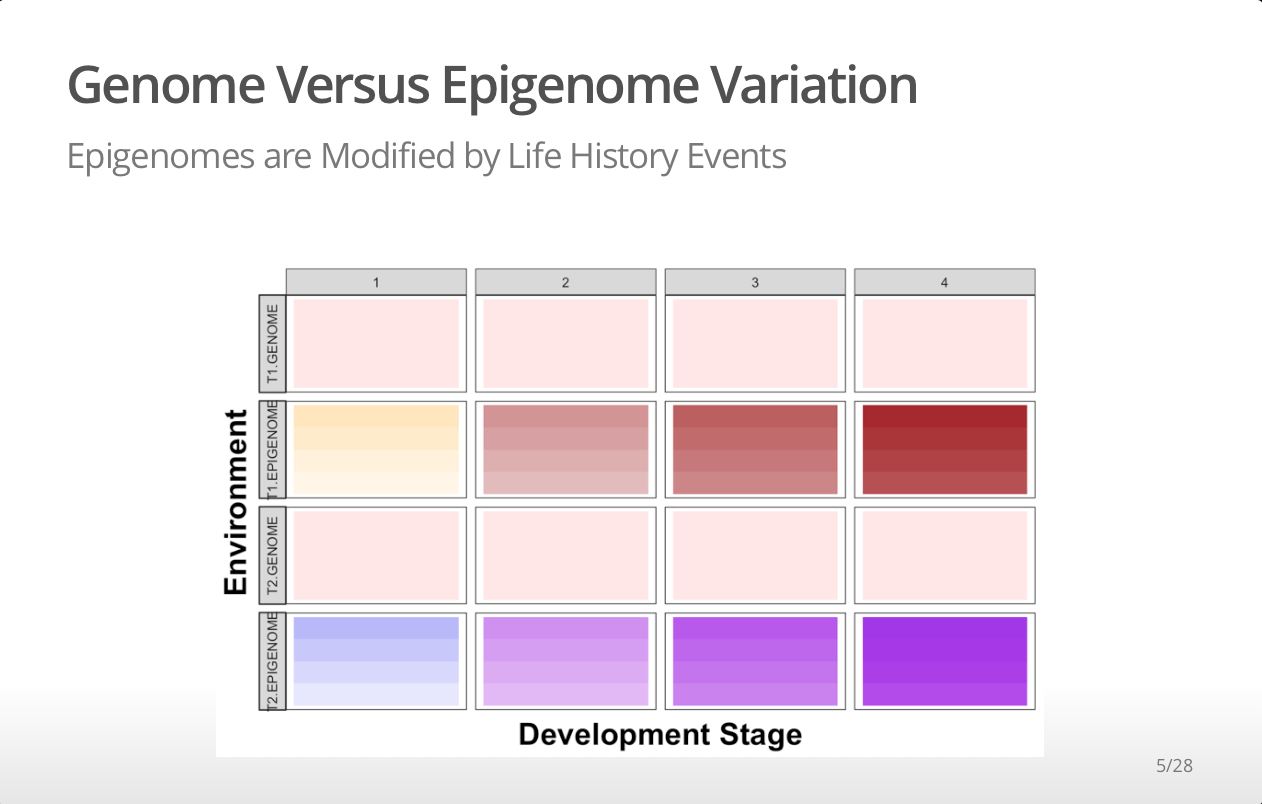 Genome Versus Epigenome Variation
Epigenomes are Modified by Life History Events
1 2 3 4
T1.GENOME
T1.EPIGENOME
T2.GENOME
T2.EPIGENOME
Environment
Development Stage
5/28